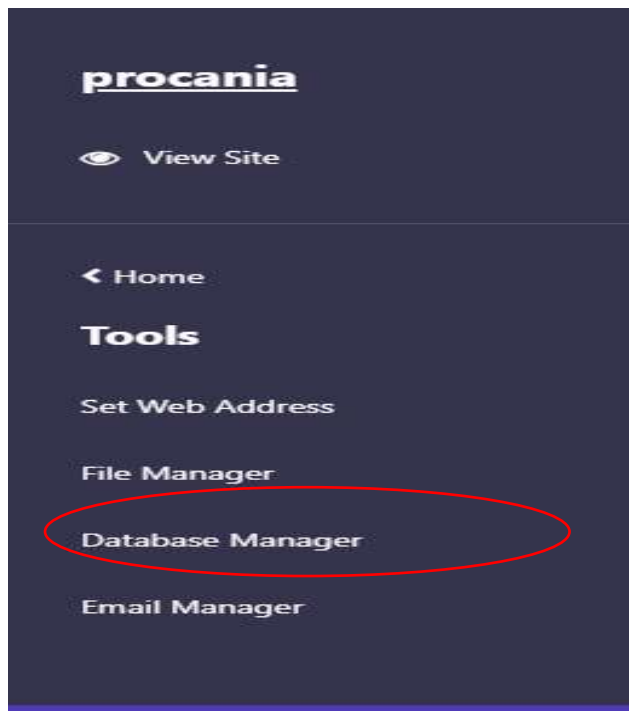 procania
View Site
Home
Tools
Set Web Address
File Manager
Database Manager
Email Manager